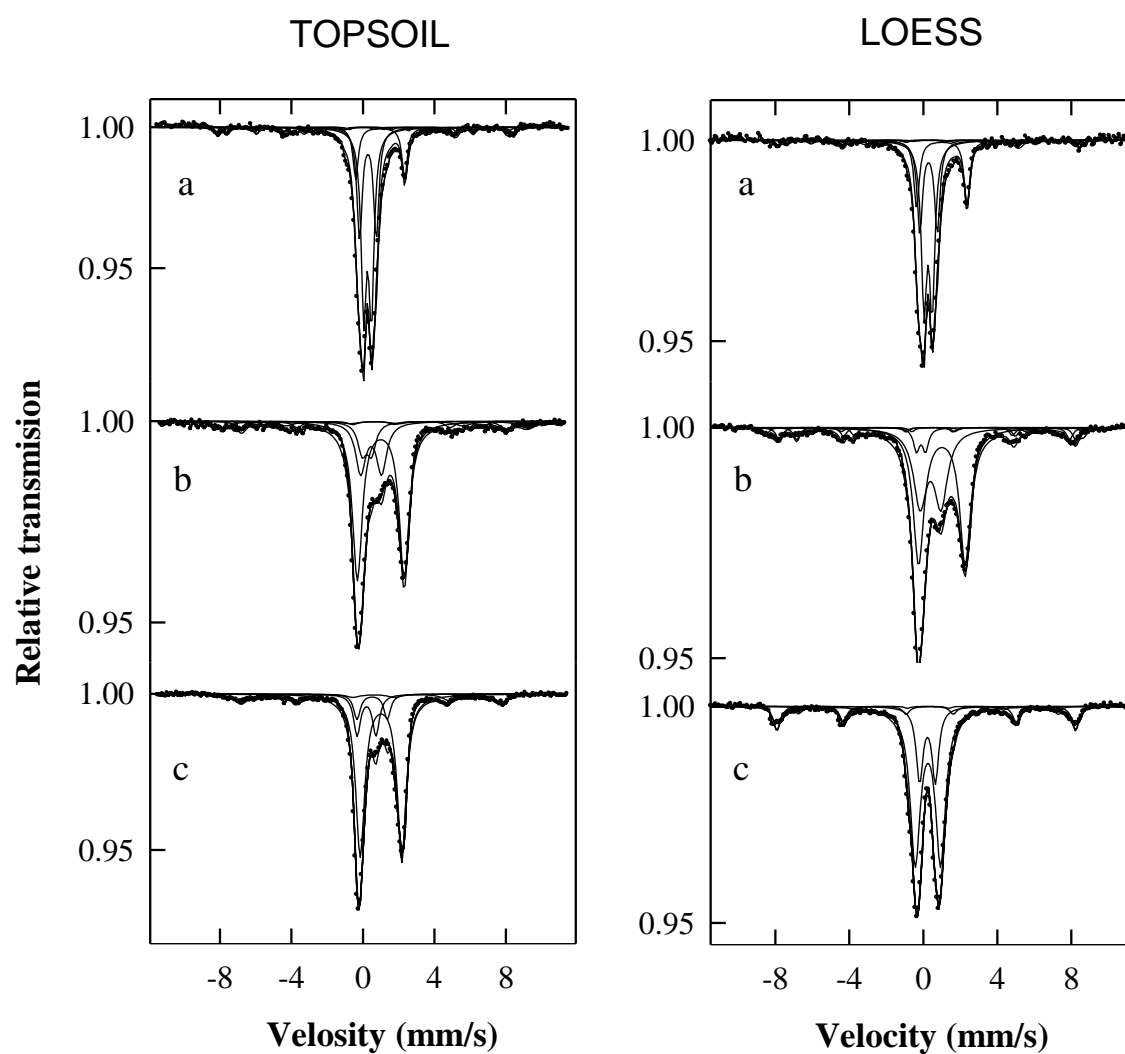 TOPSOIL
LOESS
Relative transmision
1.00
a
0.95
1.00
b
0.95
1.00
c
0.95
-8 -4 0 4 8
Velosity (mm/s)
1.00
a
0.95
1.00
b
0.95
1.00
c
0.95
-8 -4 0 4 8
Velocity (mm/s)